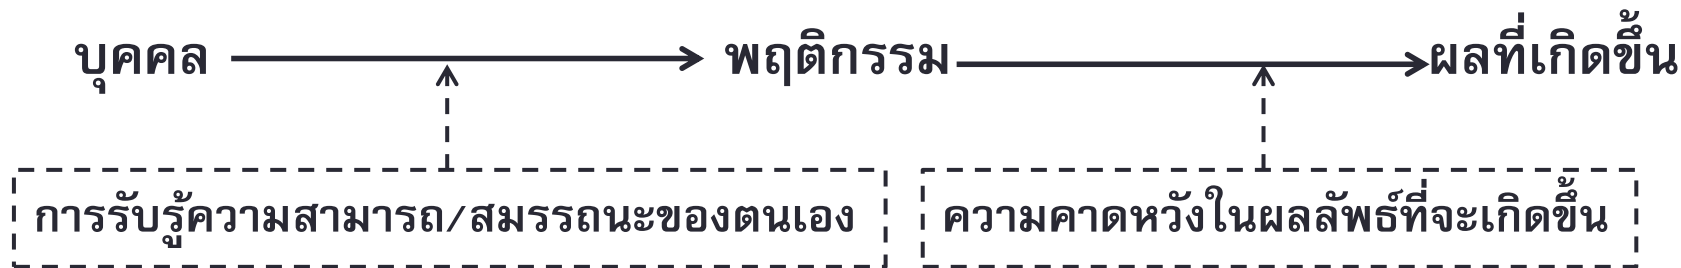 บุคคล พฤติกรรม ผลที่เกิดขึ้น
การรับรู้ความสามารถ/สมรรถนะของตนเอง ความคาดหวังในผลลัพธ์ที่จะเกิดขึ้น